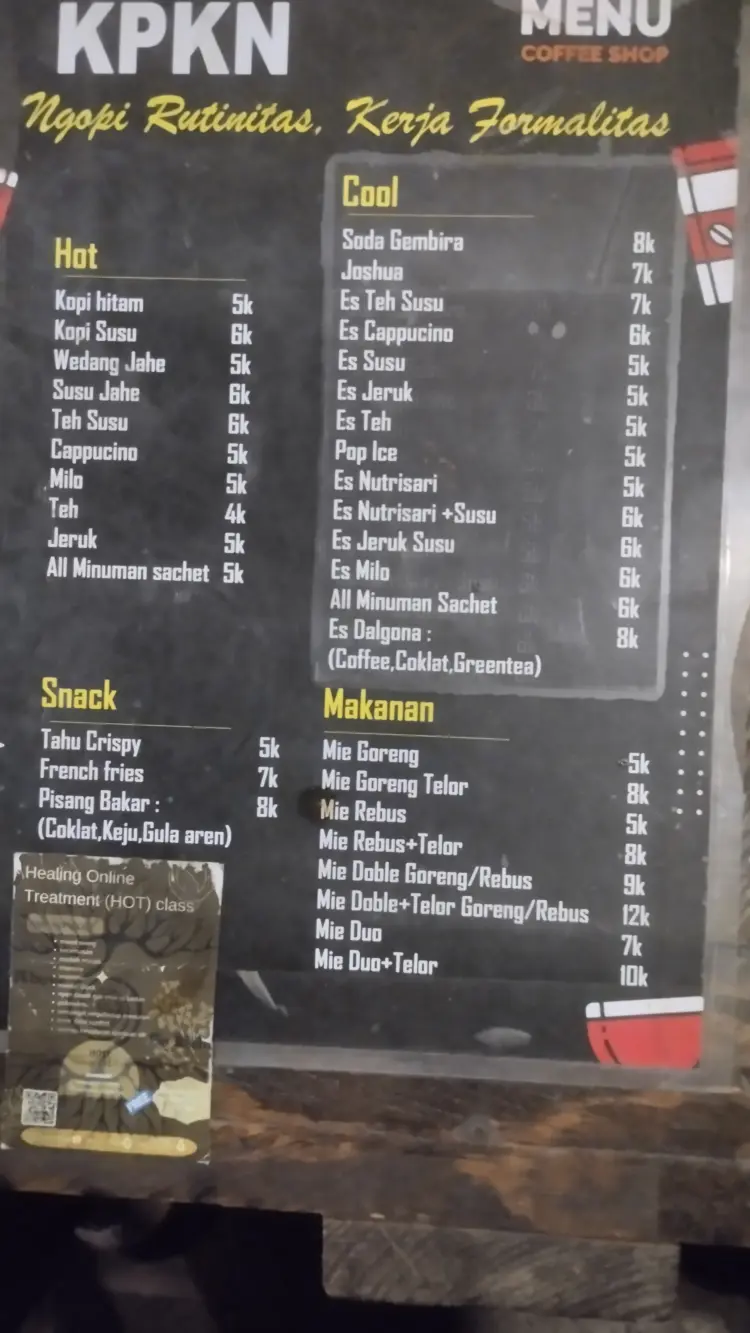 KPKN
MENU
COFFEE SHOP
Ngopi Rutinitas, Kerja Formalitas
Hot
Kopi hitam 5k
Kopi Susu 6k
Wedang Jahe 5k
Susu Jahe 6k
Teh Susu 6k
Cappucino 5k
Milo 5k
Teh 4k
Jeruk 5k
All Minuman sachet 5k
Cool
Soda Gembira 8k
Joshua 7k
Es Teh Susu 7k
Es Cappucino 6k
Es Susu 5k
Es Jeruk 5k
Es Teh 5k
Pop Ice 5k
Es Nutrisari 5k
Es Nutrisari +Susu 6k
Es Jeruk Susu 6k
Es Milo 6k
All Minuman Sachet 6k
Es Dalgona : 8k
(Coffee,Coklat,Greentea)
Snack
Tahu Crispy 5k
French fries 7k
Pisang Bakar : 8k
(Coklat,Keju,Gula aren)
Makanan
Mie Goreng 5k
Mie Goreng Telor 8k
Mie Rebus 5k
Mie Rebus+Telor 8k
Mie Doble Goreng/Rebus 9k
Mie Doble+Telor Goreng/Rebus 12k
Mie Duo 7k
Mie Duo+Telor 10k
Healing Online
Treatment (HOT) class